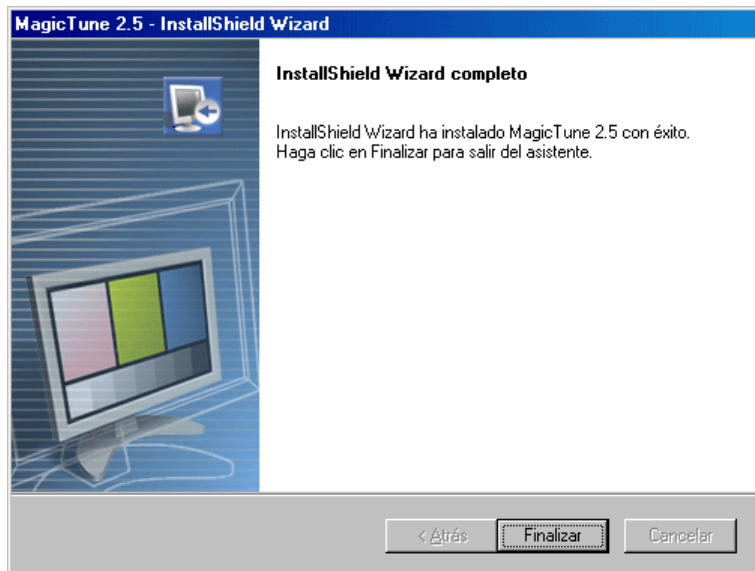 MagicTune 2.5 - InstallShield Wizard
InstallShield Wizard completo
InstallShield Wizard ha instalado MagicTune 2.5 con éxito.
Haga clic en Finalizar para salir del asistente.
< Atrás
Finalizar
Cancelar